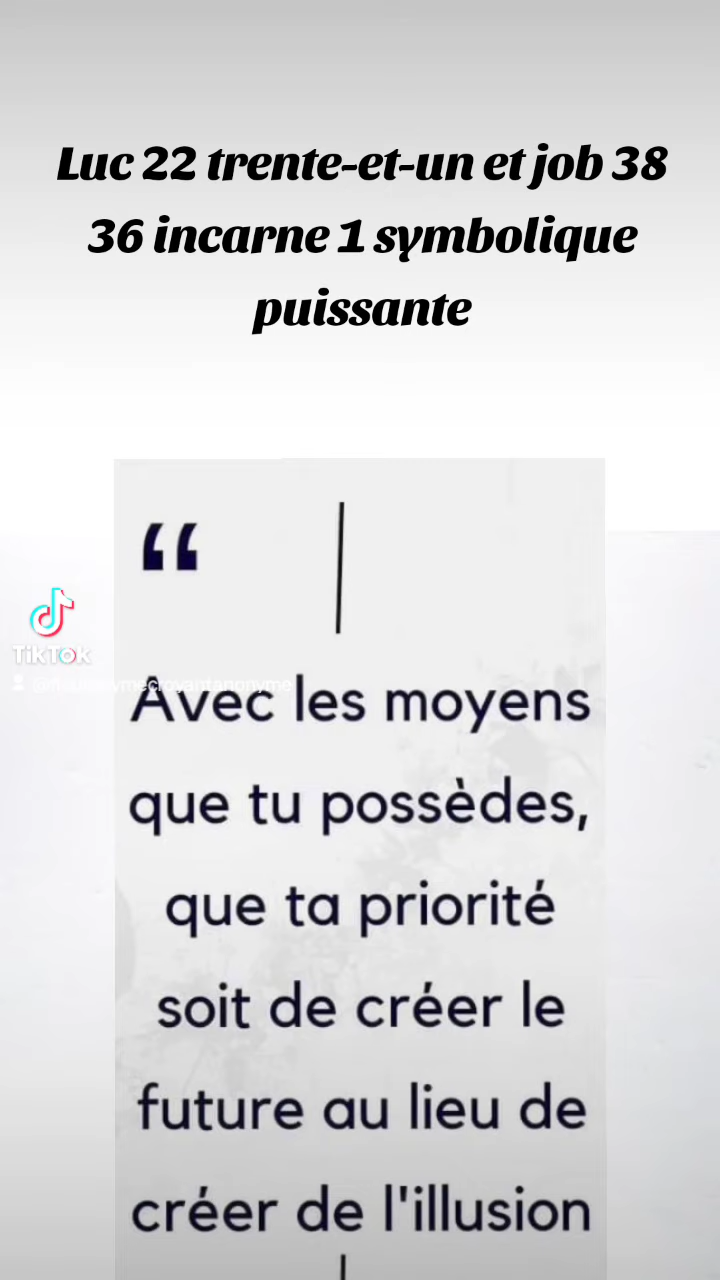 Luc 22 trente-et-un et job 38
36 incarne 1 symbolique
puissante
“
Avec les moyens
que tu possèdes,
que ta priorité
soit de créer le
future au lieu de
créer de l'illusion
TikTok